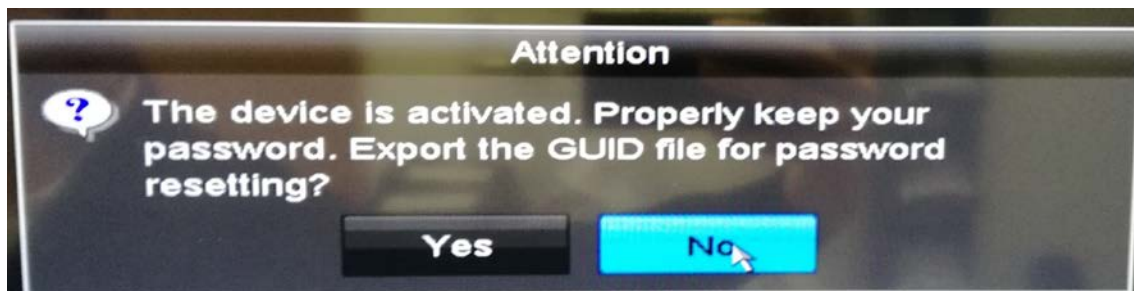 Attention
?
The device is activated. Properly keep your
password. Export the GUID file for password
resetting?
Yes
No